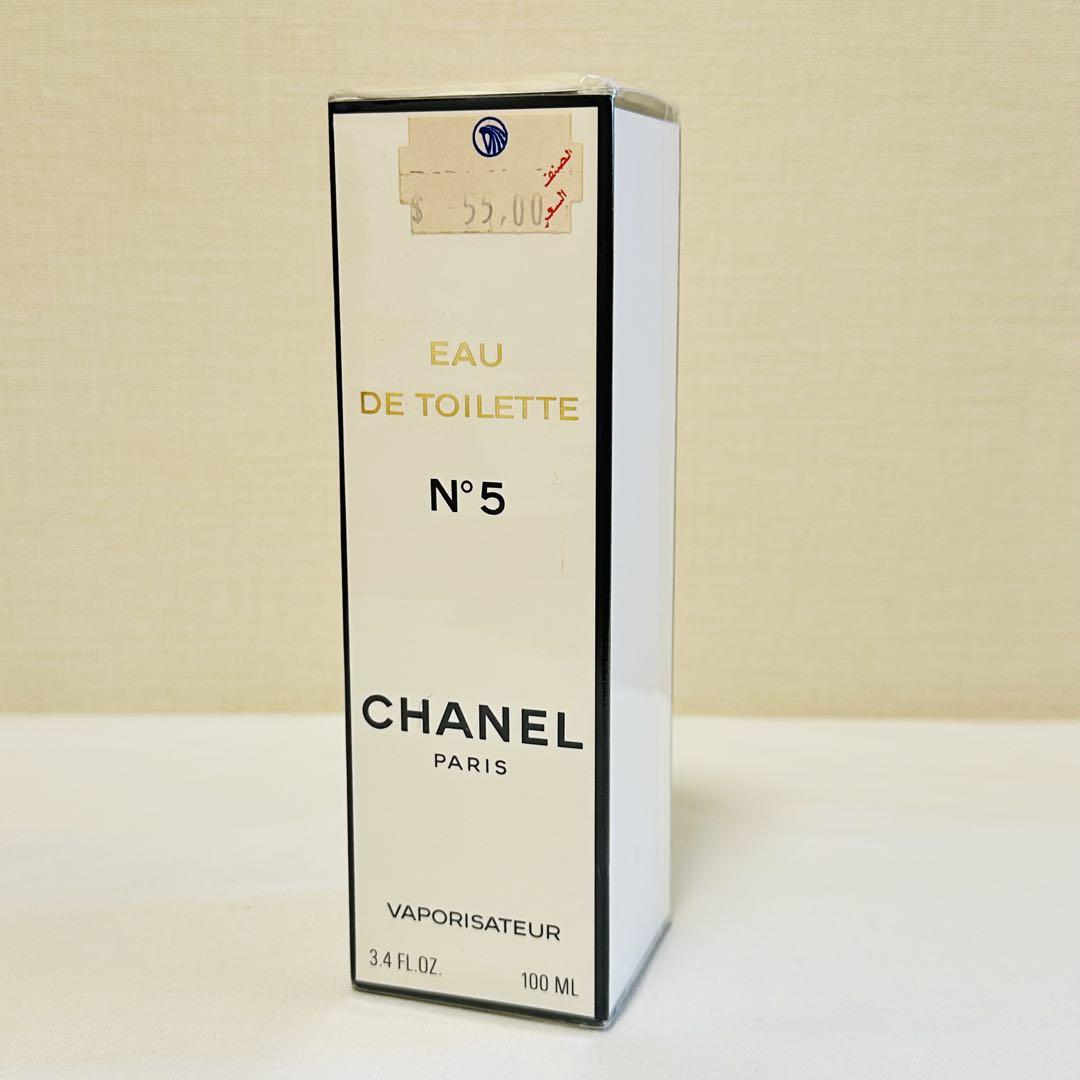 الصنف
$ 55,00 السعر
EAU
DE TOILETTE
N°5
CHANEL
PARIS
VAPORISATEUR
3.4 FL.OZ. 100 ML